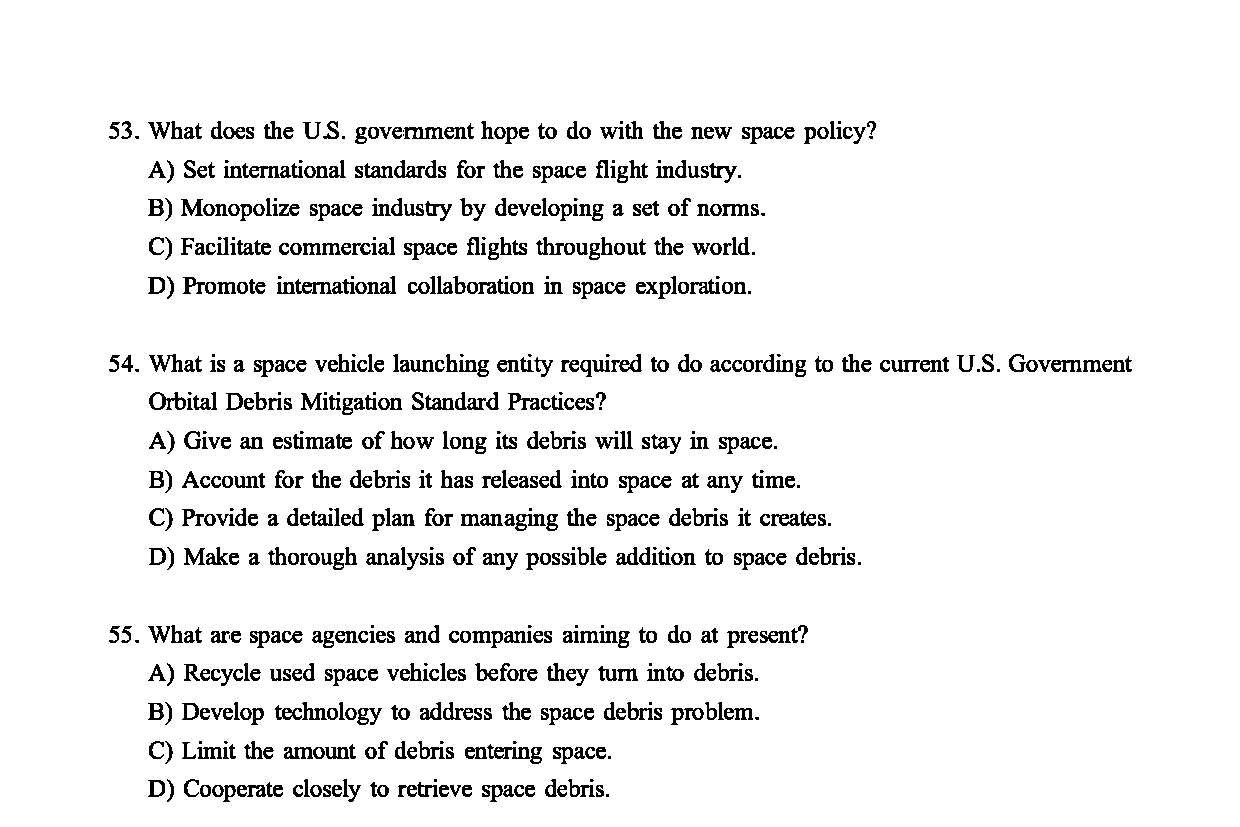 53. What does the U.S. government hope to do with the new space policy?
A) Set international standards for the space flight industry.
B) Monopolize space industry by developing a set of norms.
C) Facilitate commercial space flights throughout the world.
D) Promote international collaboration in space exploration.
54. What is a space vehicle launching entity required to do according to the current U.S. Government
Orbital Debris Mitigation Standard Practices?
A) Give an estimate of how long its debris will stay in space.
B) Account for the debris it has released into space at any time.
C) Provide a detailed plan for managing the space debris it creates.
D) Make a thorough analysis of any possible addition to space debris.
55. What are space agencies and companies aiming to do at present?
A) Recycle used space vehicles before they turn into debris.
B) Develop technology to address the space debris problem.
C) Limit the amount of debris entering space.
D) Cooperate closely to retrieve space debris.